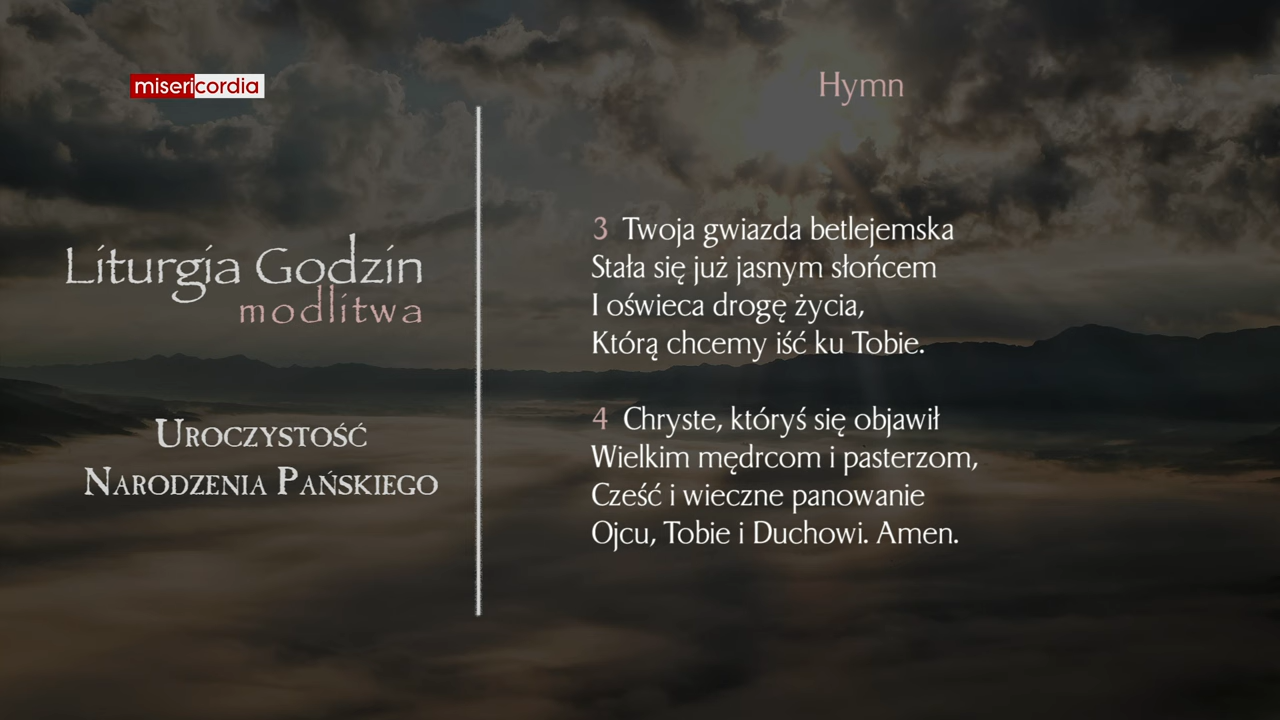 misericordia
Liturgia Godzin
modlitwa
Uroczystość
Narodzenia Pańskiego
Hymn
3 Twoja gwiazda betlejemska
Stała się już jasnym słońcem
I oświeca drogę życia,
Którą chcemy iść ku Tobie.
4 Chryste, któryś się objawił
Wielkim mędrcom i pasterzom,
Cześć i wieczne panowanie
Ojcu, Tobie i Duchowi. Amen.